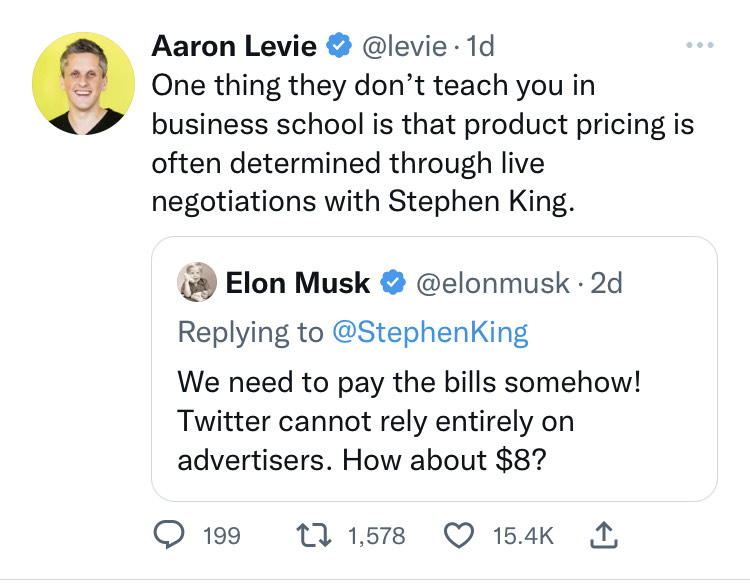 Aaron Levie @levie · 1d
One thing they don’t teach you in
business school is that product pricing is
often determined through live
negotiations with Stephen King.
Elon Musk @elonmusk · 2d
Replying to @StephenKing
We need to pay the bills somehow!
Twitter cannot rely entirely on
advertisers. How about $8?
199 1,578 15.4K